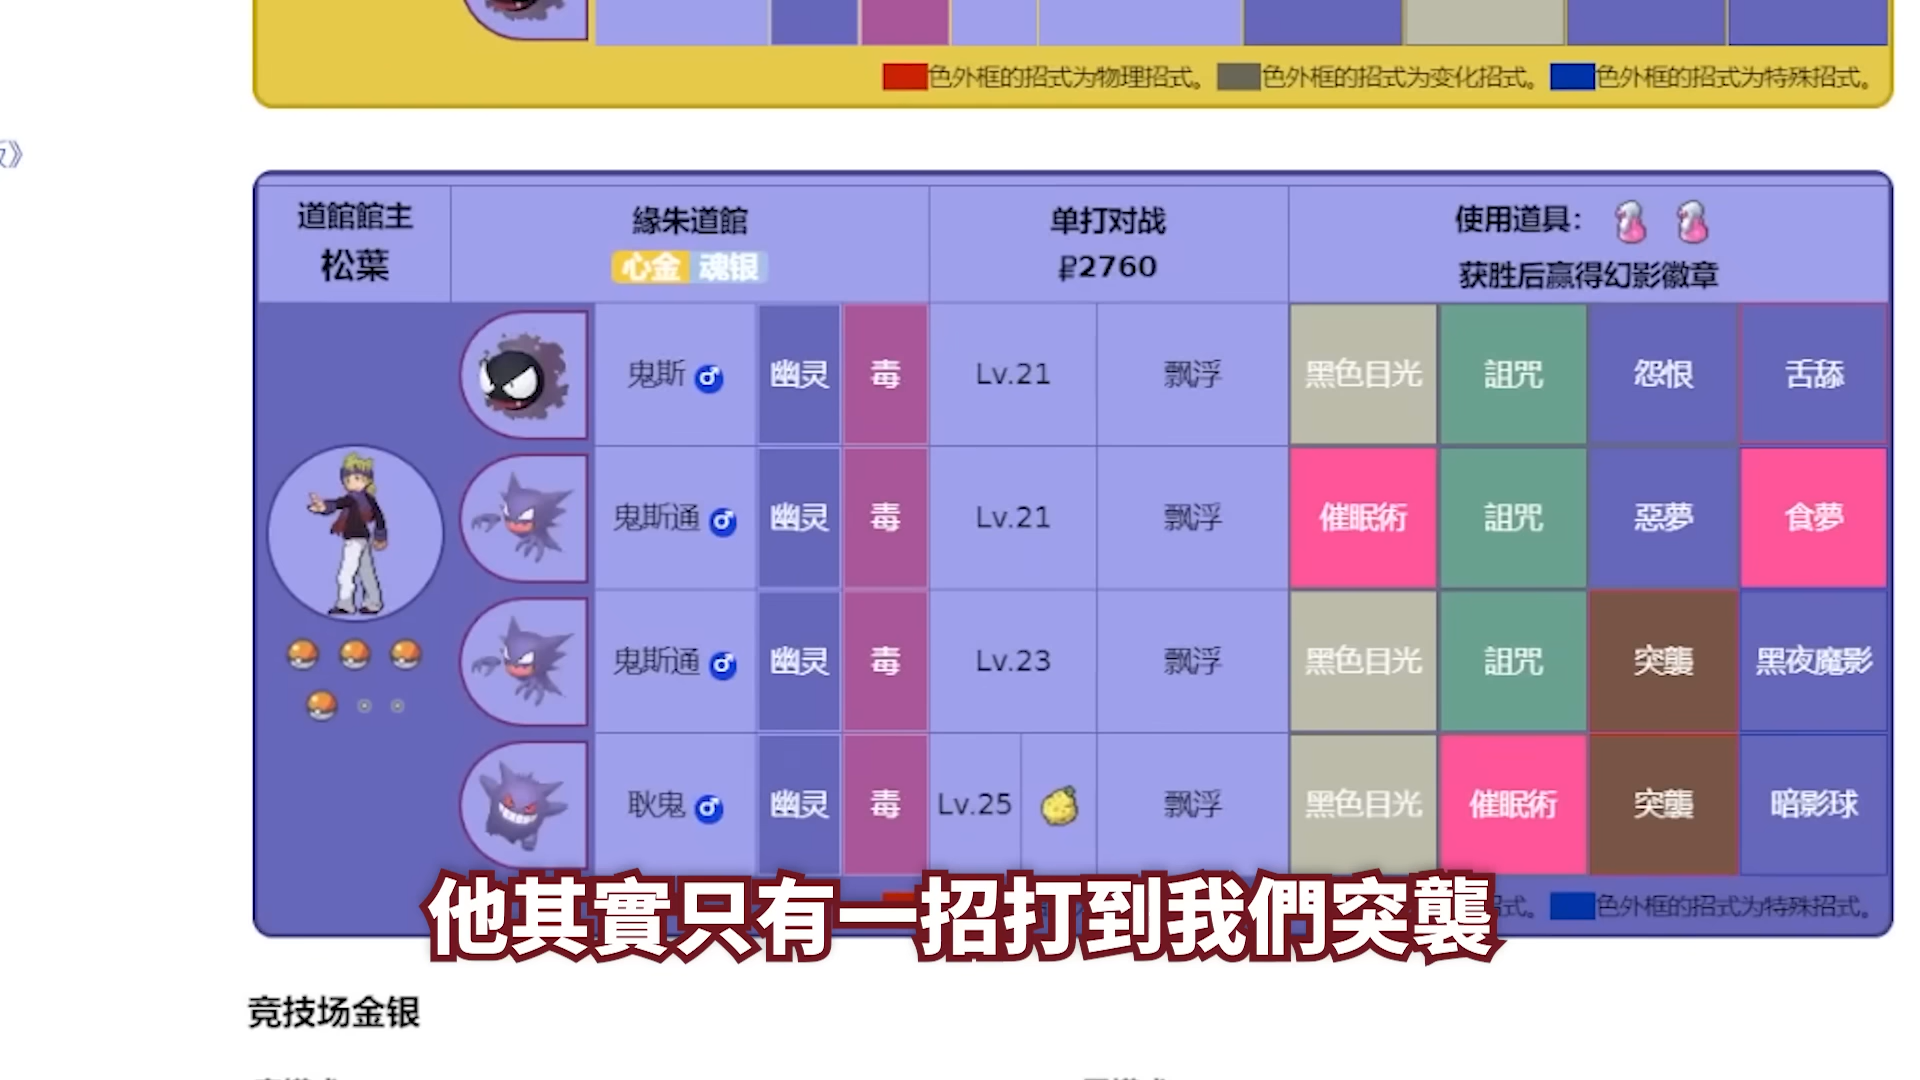 色外框的招式为物理招式。 色外框的招式为变化招式。 色外框的招式为特殊招式。
》
道館館主
松葉
緣朱道館
心金 魂银
单打对战
₽2760
使用道具：
获胜后赢得幻影徽章
鬼斯 ♂ 幽灵 毒 Lv.21 飘浮 黑色目光 詛咒 怨恨 舌舔
鬼斯通 ♂ 幽灵 毒 Lv.21 飘浮 催眠術 詛咒 惡夢 食夢
鬼斯通 ♂ 幽灵 毒 Lv.23 飘浮 黑色目光 詛咒 突襲 黑夜魔影
耿鬼 ♂ 幽灵 毒 Lv.25 飘浮 黑色目光 催眠術 突襲 暗影球
式。 色外框的招式为特殊招式。
他其實只有一招打到我們突襲
竞技场金银